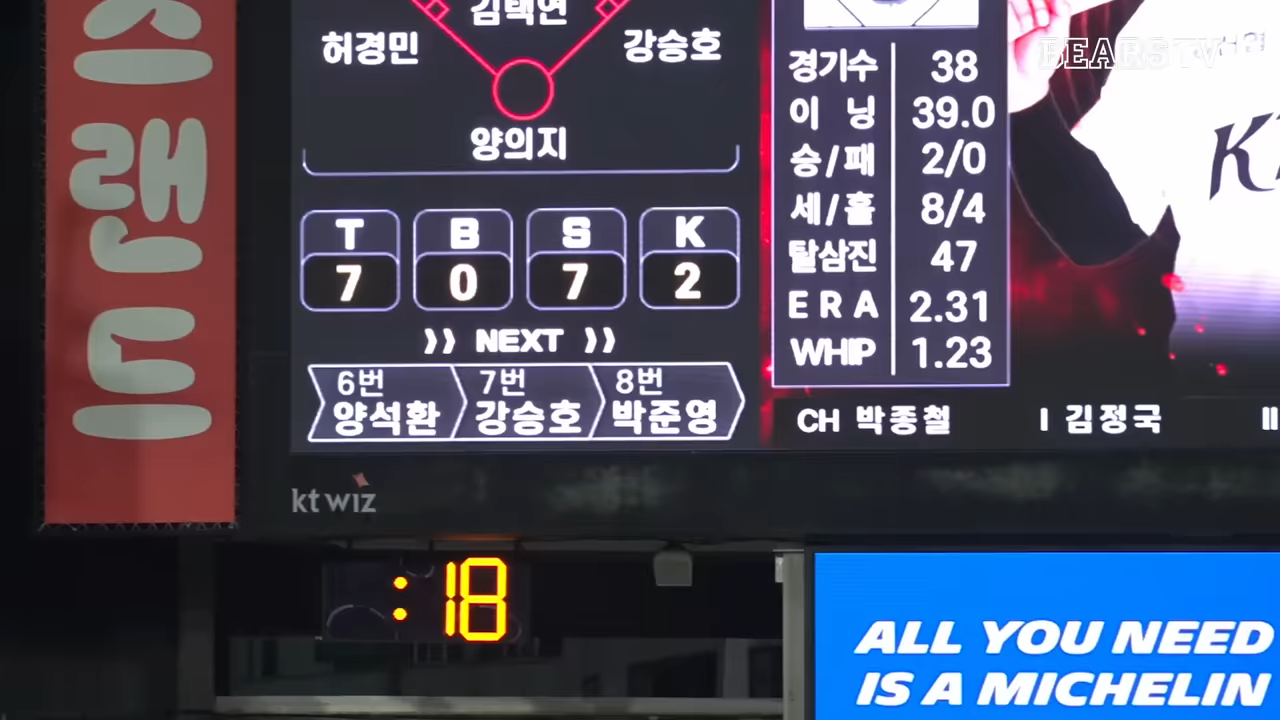 랜드
김택연
허경민
강승호
양의지
T B S K
7 0 7 2
NEXT
6번 7번 8번
양석환 강승호 박준영
경기수 38
이 닝 39.0
승/패 2/0
세/홀 8/4
탈삼진 47
E R A 2.31
WHIP 1.23
CH 박종철 I 김정국 II
BEARS TV
kt wiz
:18
ALL YOU NEED
IS A MICHELIN